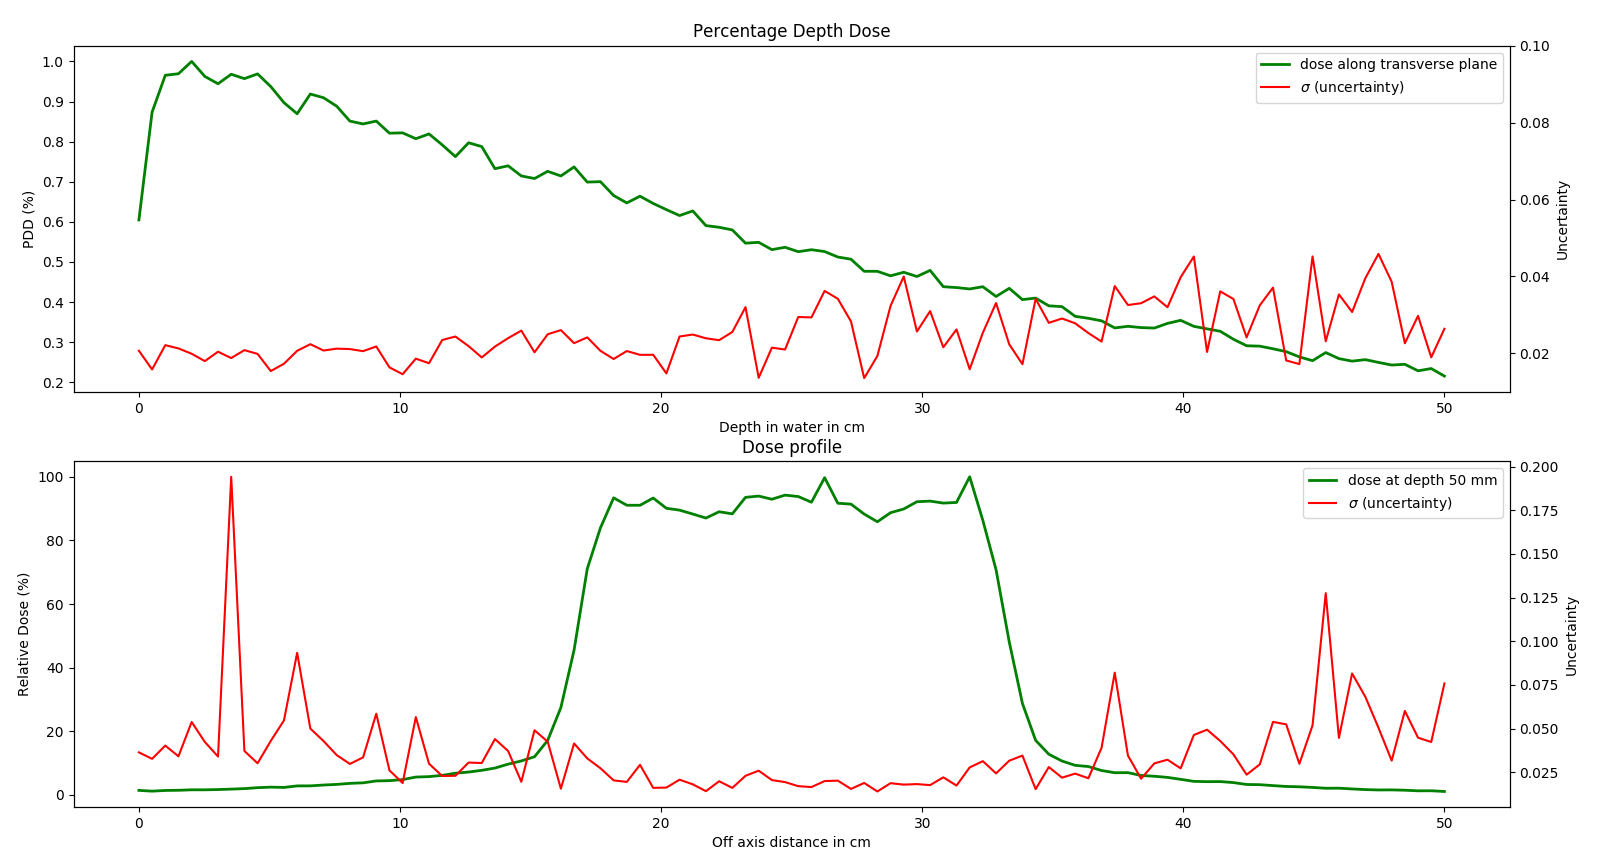 Percentage Depth Dose
dose along transverse plane
σ (uncertainty)
PDD (%)
1.0
0.9
0.8
0.7
0.6
0.5
0.4
0.3
0.2
0.10
0.08
0.06
0.04
0.02
Uncertainty
0 10 20 30 40 50
Depth in water in cm
Dose profile
dose at depth 50 mm
σ (uncertainty)
Relative Dose (%)
100
80
60
40
20
0
0.200
0.175
0.150
0.125
0.100
0.075
0.050
0.025
Uncertainty
0 10 20 30 40 50
Off axis distance in cm